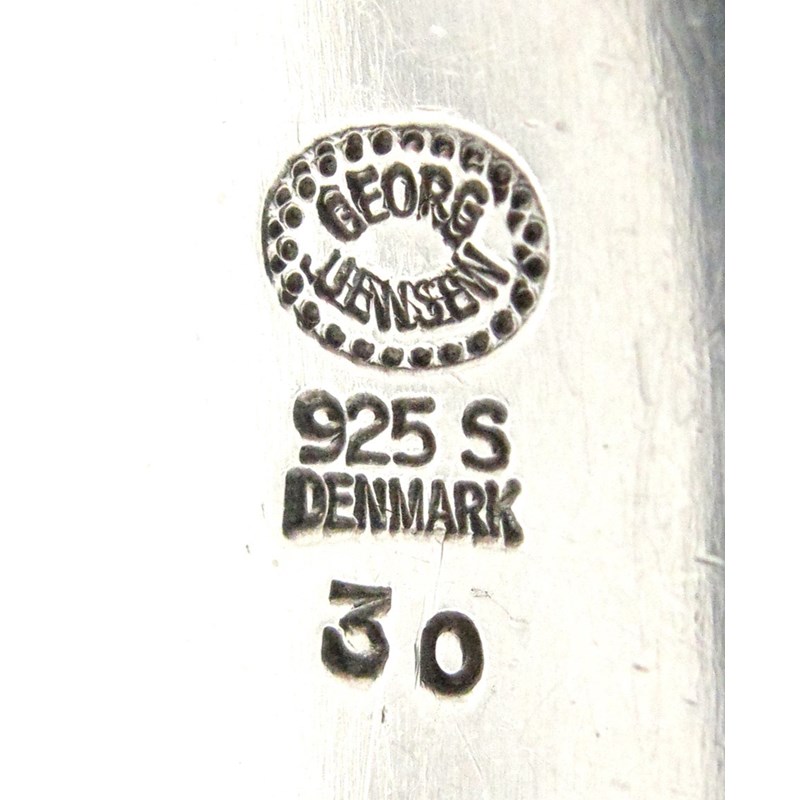 GEORG
JENSEN
925 S
DENMARK
30